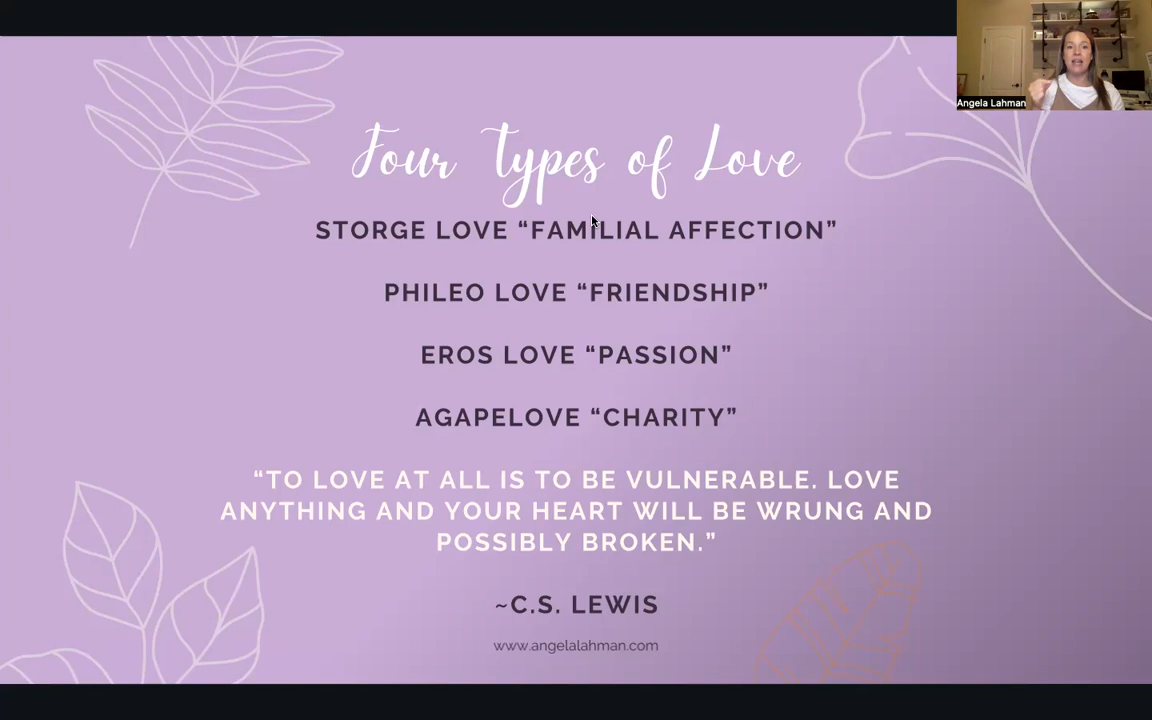 Angela Lahman
Four Types of Love
STORGE LOVE “FAMILIAL AFFECTION”
PHILEO LOVE “FRIENDSHIP”
EROS LOVE “PASSION”
AGAPELOVE “CHARITY”
“TO LOVE AT ALL IS TO BE VULNERABLE. LOVE
ANYTHING AND YOUR HEART WILL BE WRUNG AND
POSSIBLY BROKEN.”
~C.S. LEWIS
www.angelalahman.com